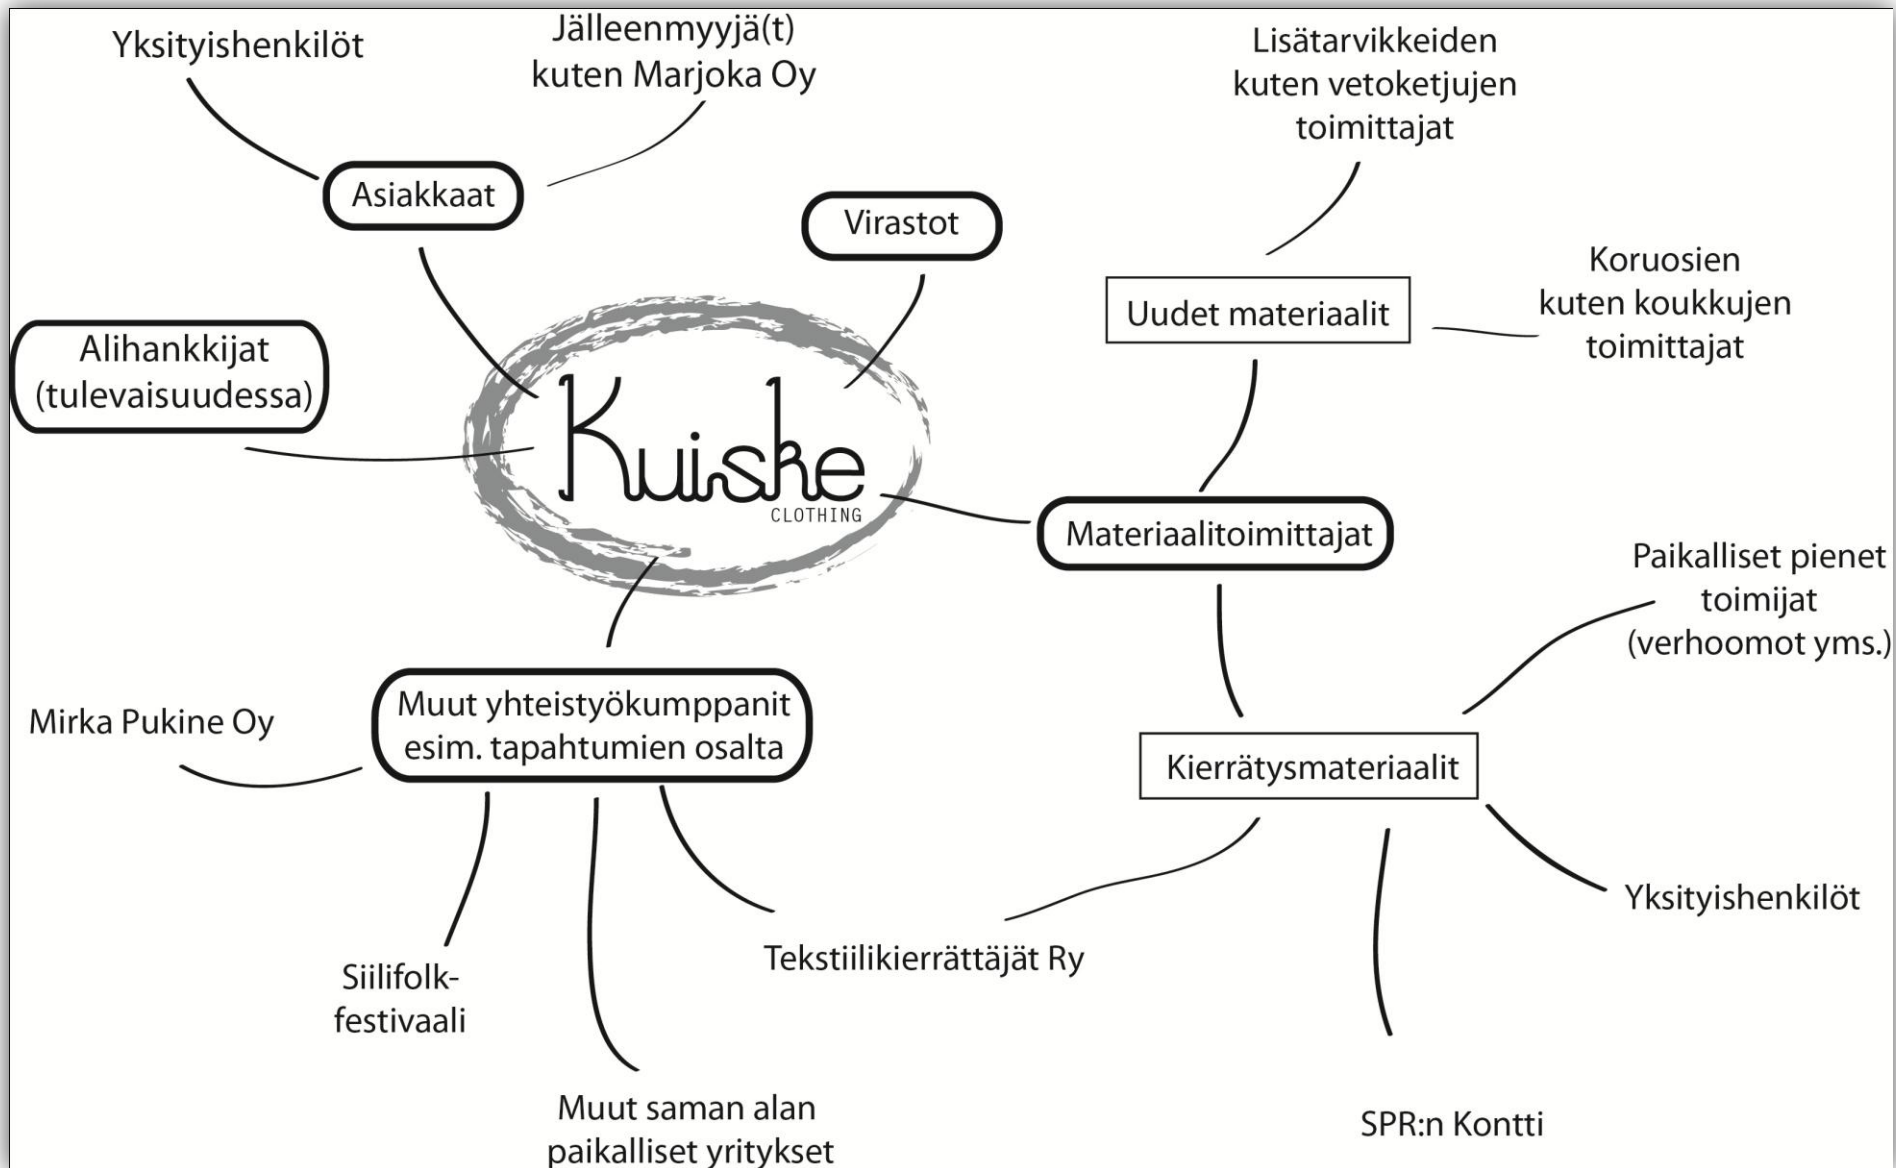 Yksityishenkilöt
Jälleenmyyjä(t)
kuten Marjoka Oy
Lisätarvikkeiden
kuten vetoketjujen
toimittajat
Asiakkaat
Virastot
Koruosien
kuten koukkujen
toimittajat
Uudet materiaalit
Alihankkijat
(tulevaisuudessa)
Kuiske
CLOTHING
Materiaalitoimittajat
Paikalliset pienet
toimijat
(verhoomot yms.)
Mirka Pukine Oy
Muut yhteistyökumppanit
esim. tapahtumien osalta
Kierrätysmateriaalit
Yksityishenkilöt
Tekstiilikierrättäjät Ry
Siilifolk-
festivaali
Muut saman alan
paikalliset yritykset
SPR:n Kontti